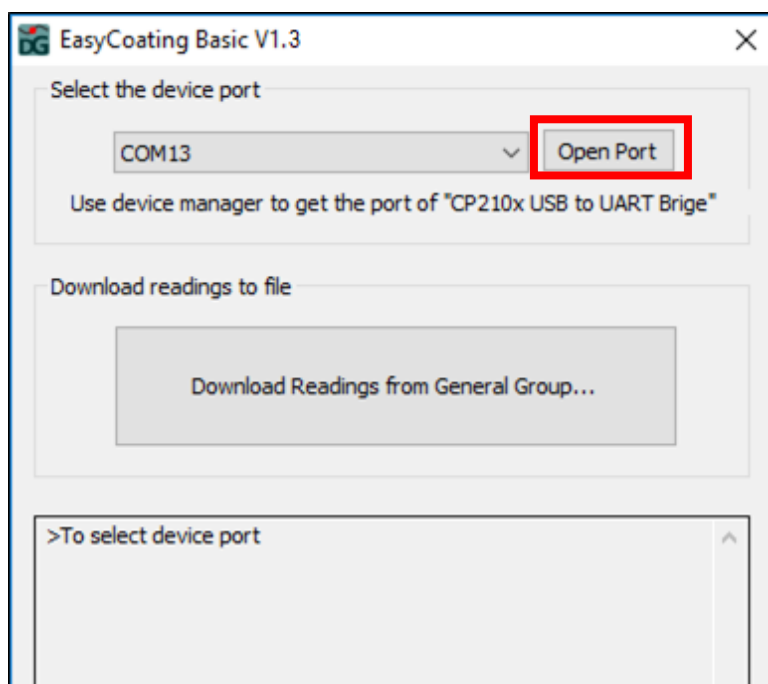 DG EasyCoating Basic V1.3
Select the device port
COM13 Open Port
Use device manager to get the port of "CP210x USB to UART Brige"
Download readings to file
Download Readings from General Group...
>To select device port